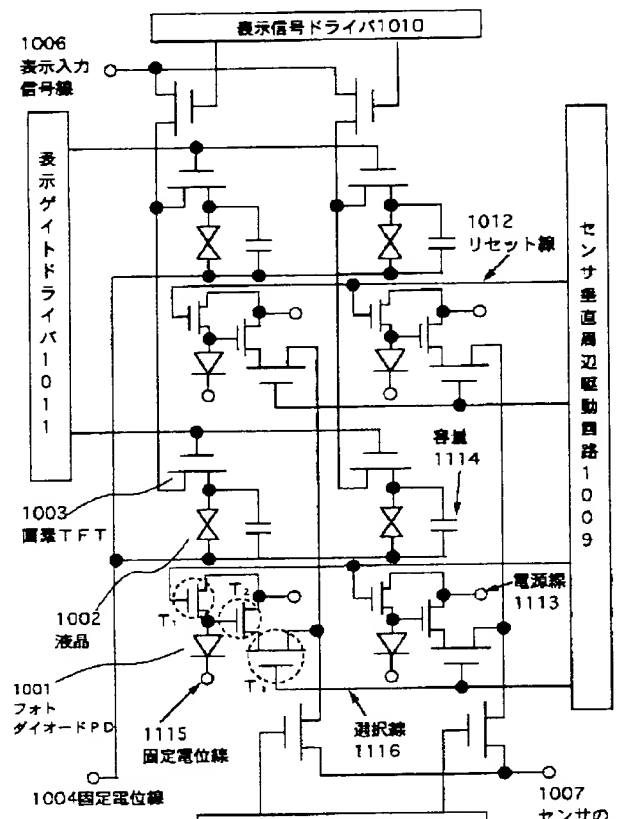 表示信号ドライバ1010
1006
表示入力
信号線
表示ゲイトドライバ1011
1012
リセット線
センサ垂直周辺駆動回路1009
容量
1114
1003
画素TFT
1002
液晶
T₁
T₂
T₃
電源線
1113
1001
フォト
ダイオードPD
1115
固定電位線
選択線
1116
1004固定電位線
1007
センサの